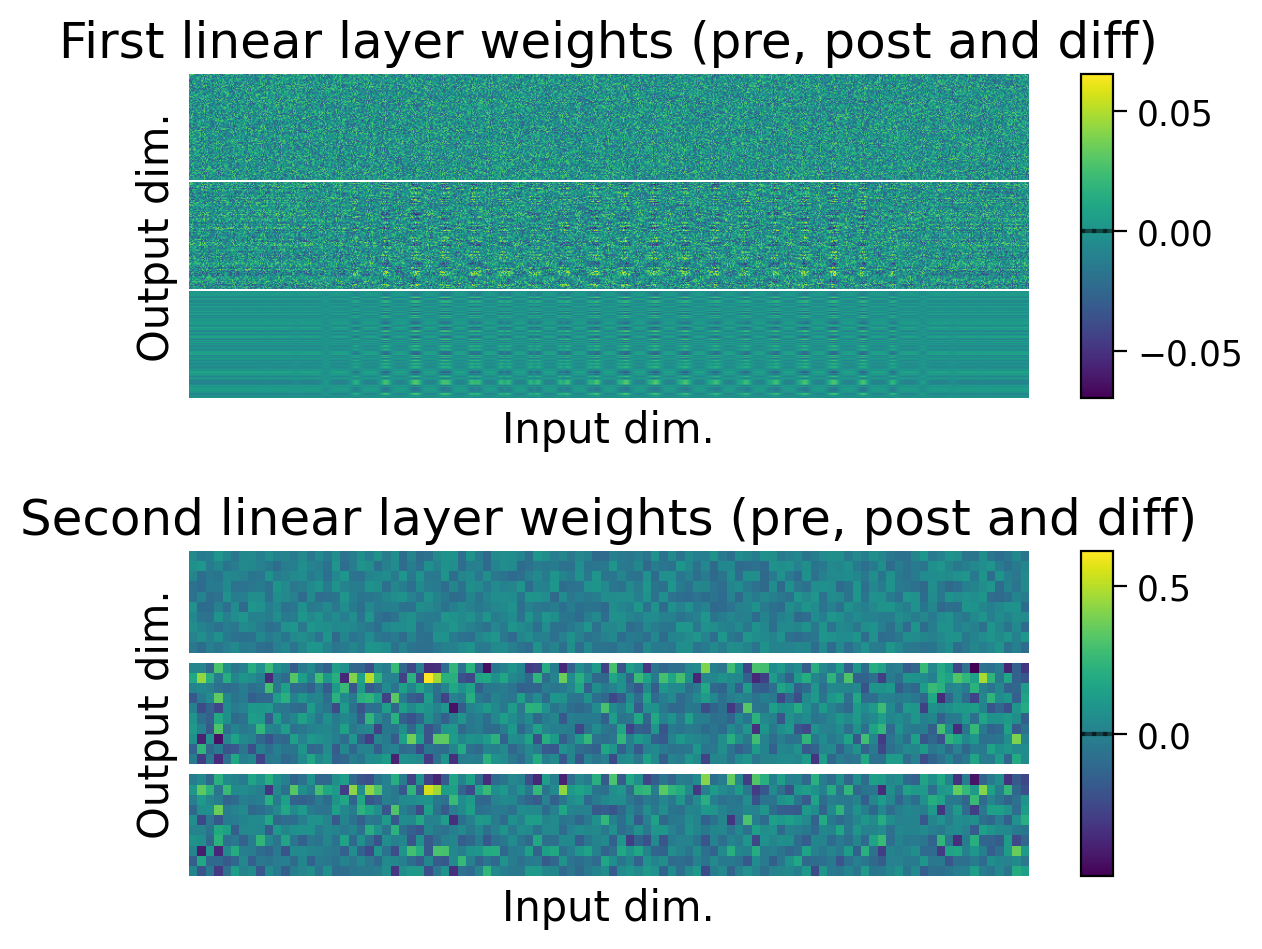 First linear layer weights (pre, post and diff)
Output dim.
0.05
0.00
−0.05
Input dim.
Second linear layer weights (pre, post and diff)
Output dim.
0.5
0.0
Input dim.